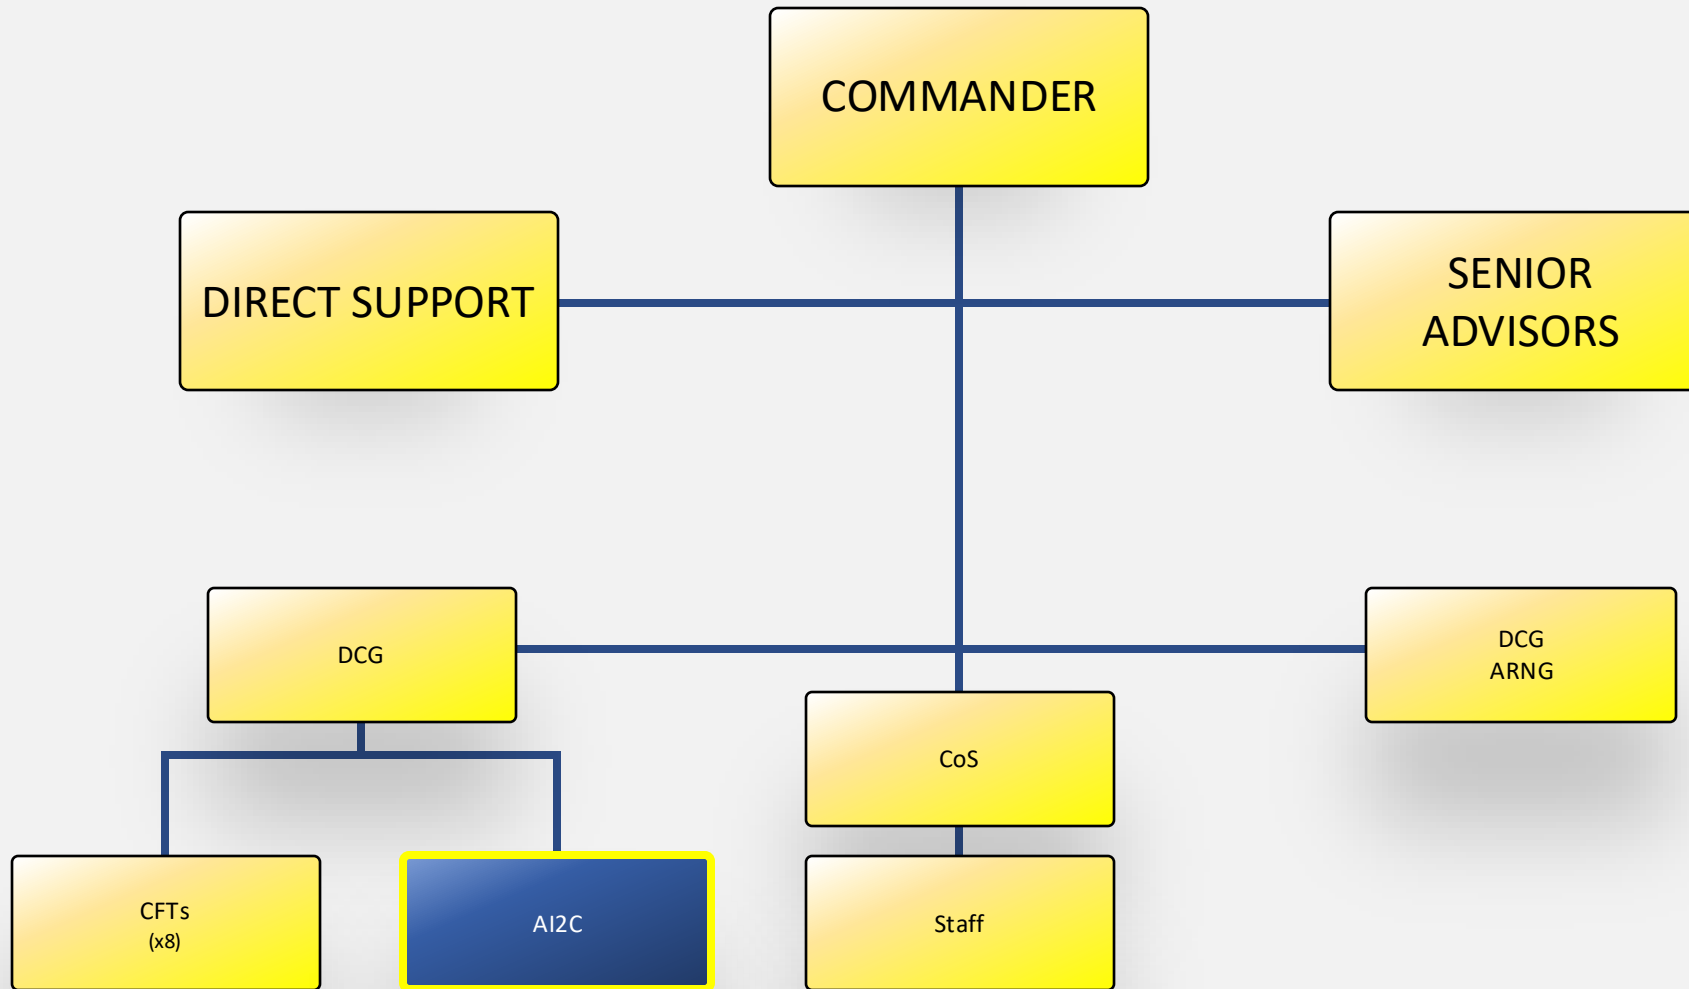 COMMANDER
DIRECT SUPPORT
SENIOR
ADVISORS
DCG
DCG
ARNG
CoS
CFTs
(x8)
AI2C
Staff